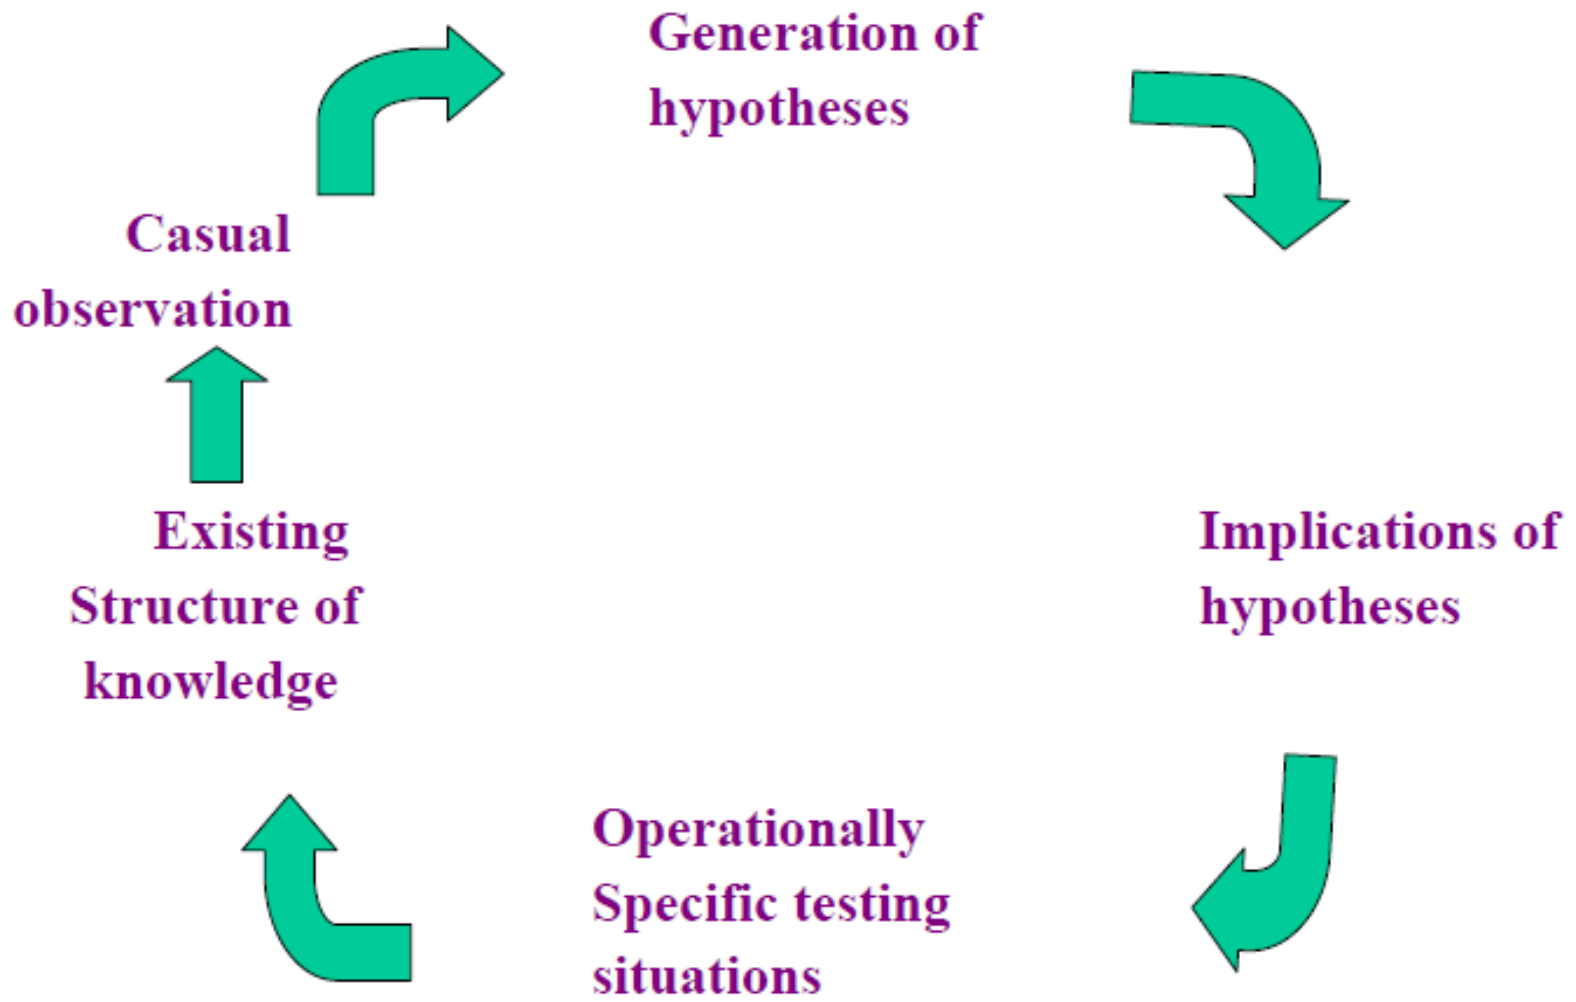 Generation of
hypotheses
Casual
observation
Existing
Structure of
knowledge
Implications of
hypotheses
Operationally
Specific testing
situations